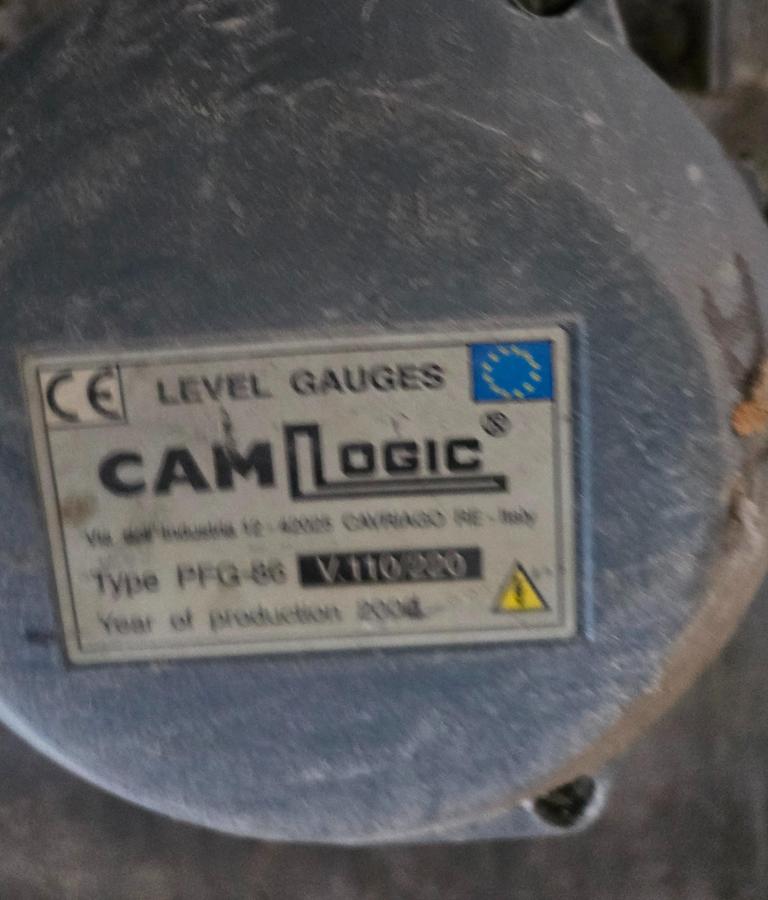 CE LEVEL GAUGES
CAMLOGIC ®
Via dell'Industria 12 - 42025 CAVRIAGO RE - Italy
Type PFG-86 V.110/220
Year of production